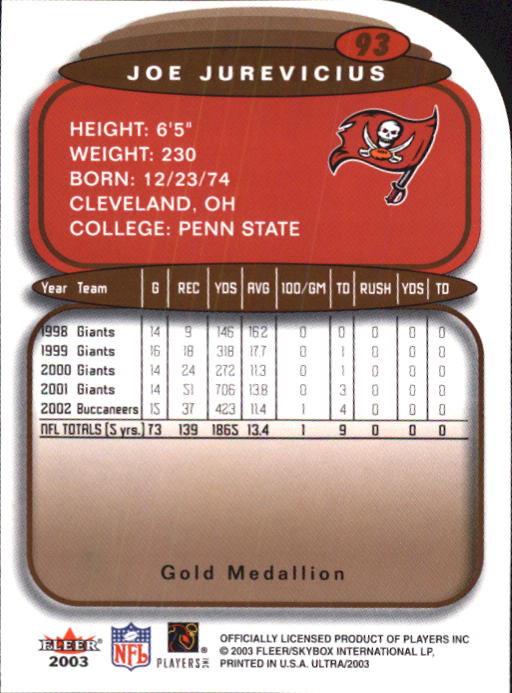 93
JOE JUREVICIUS
HEIGHT: 6'5"
WEIGHT: 230
BORN: 12/23/74
CLEVELAND, OH
COLLEGE: PENN STATE
Year Team G REC YDS AVG 100/GM TD RUSH YDS TD
1998 Giants 14 9 146 16.2 0 0 0 0 0
1999 Giants 16 18 318 17.7 0 1 0 0 0
2000 Giants 14 24 272 11.3 0 1 0 0 0
2001 Giants 14 51 706 13.8 0 3 0 0 0
2002 Buccaneers 15 37 423 11.4 1 4 0 0 0
NFL TOTALS (5 yrs.) 73 139 1865 13.4 1 9 0 0 0
Gold Medallion
FLEER
2003
NFL
PLAYERS INC
OFFICIALLY LICENSED PRODUCT OF PLAYERS INC
© 2003 FLEER/SKYBOX INTERNATIONAL LP,
PRINTED IN U.S.A. ULTRA/2003